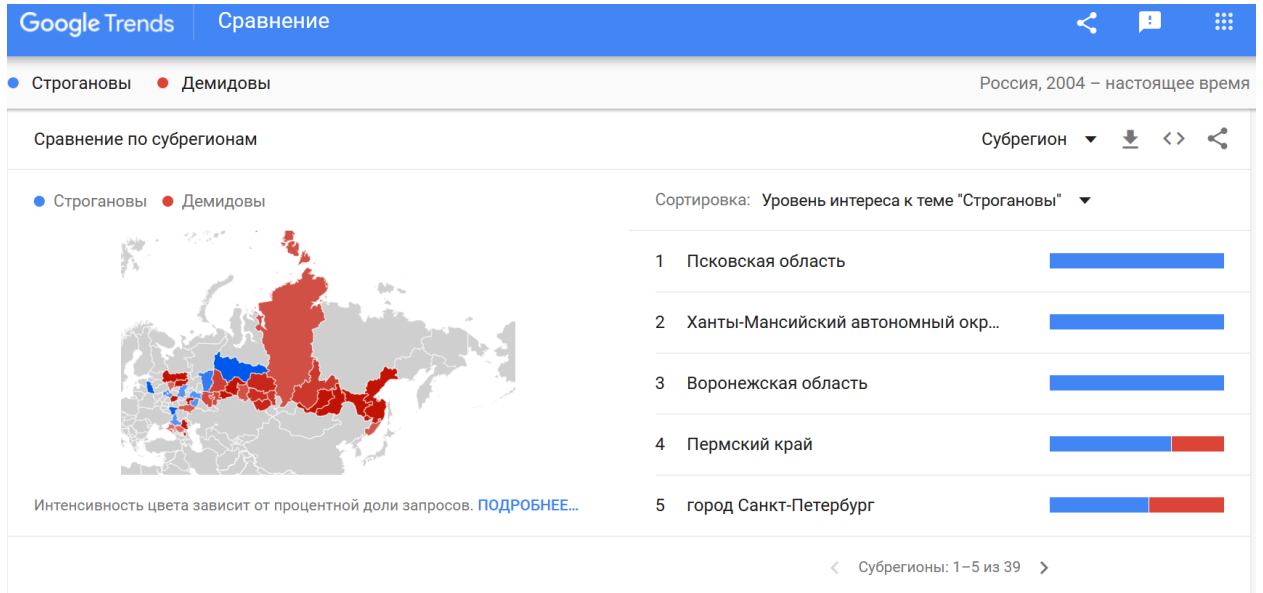 Google Trends Сравнение
Строгановы Демидовы Россия, 2004 – настоящее время
Сравнение по субрегионам Субрегион
Строгановы Демидовы
Сортировка: Уровень интереса к теме "Строгановы"
1 Псковская область
2 Ханты-Мансийский автономный окр...
3 Воронежская область
4 Пермский край
5 город Санкт-Петербург
Интенсивность цвета зависит от процентной доли запросов. ПОДРОБНЕЕ...
Субрегионы: 1–5 из 39